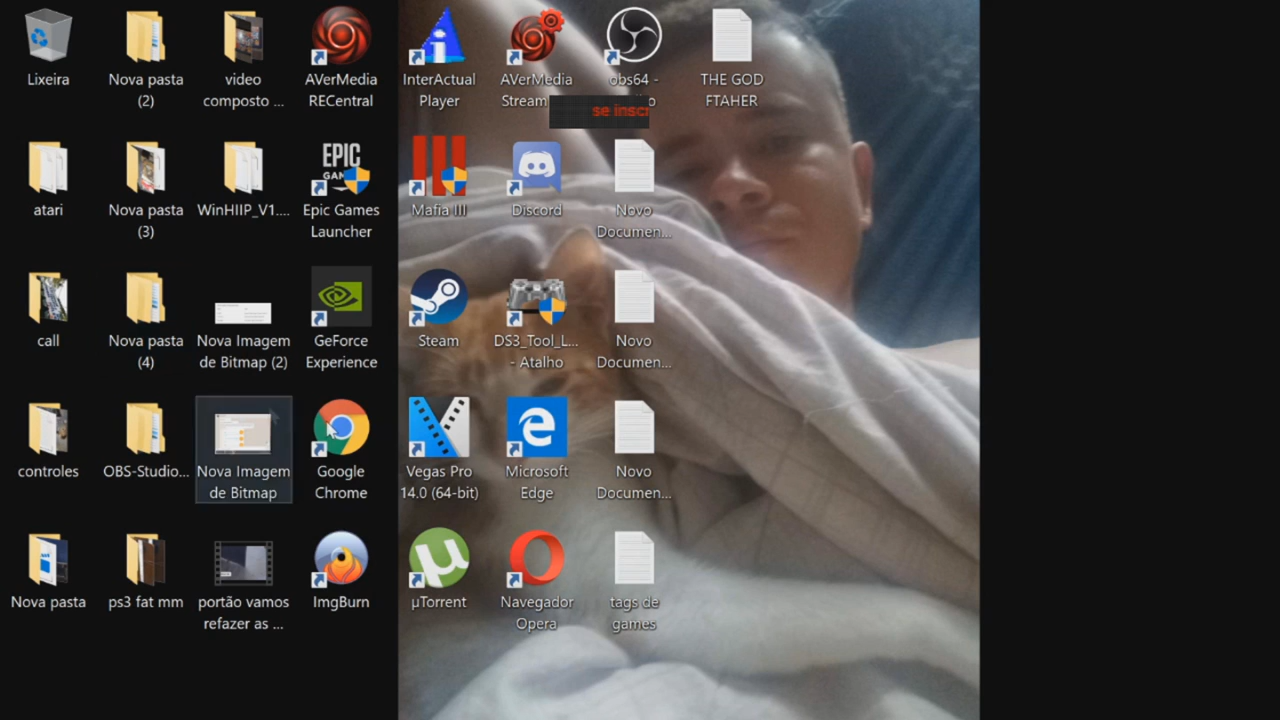 Lixeira
Nova pasta
(2)
video
composto ...
AVerMedia
RECentral
InterActual
Player
AVerMedia
Stream
obs64 -
THE GOD
FTAHER
se inscr
atari
Nova pasta
(3)
WinHIIP_V1....
EPIC
Epic Games
Launcher
Mafia III
Discord
Novo
Documen...
call
Nova pasta
(4)
Nova Imagem
de Bitmap (2)
GeForce
Experience
Steam
DS3_Tool_L...
- Atalho
Novo
Documen...
controles
OBS-Studio...
Nova Imagem
de Bitmap
Google
Chrome
Vegas Pro
14.0 (64-bit)
Microsoft
Edge
Novo
Documen...
Nova pasta
ps3 fat mm
portão vamos
refazer as ...
ImgBurn
µTorrent
Navegador
Opera
tags de
games